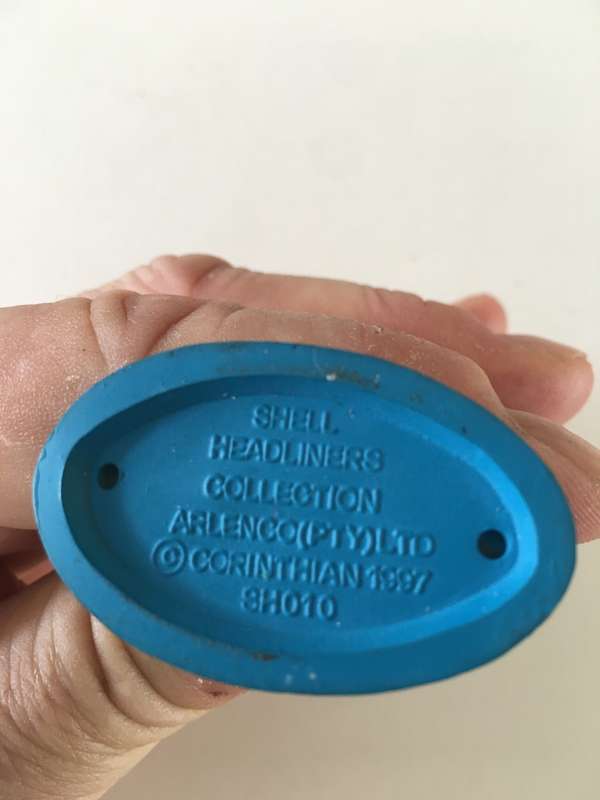 SHELL
HEADLINERS
COLLECTION
ARLENCO(PTY)LTD
© CORINTHIAN 1997
SH010